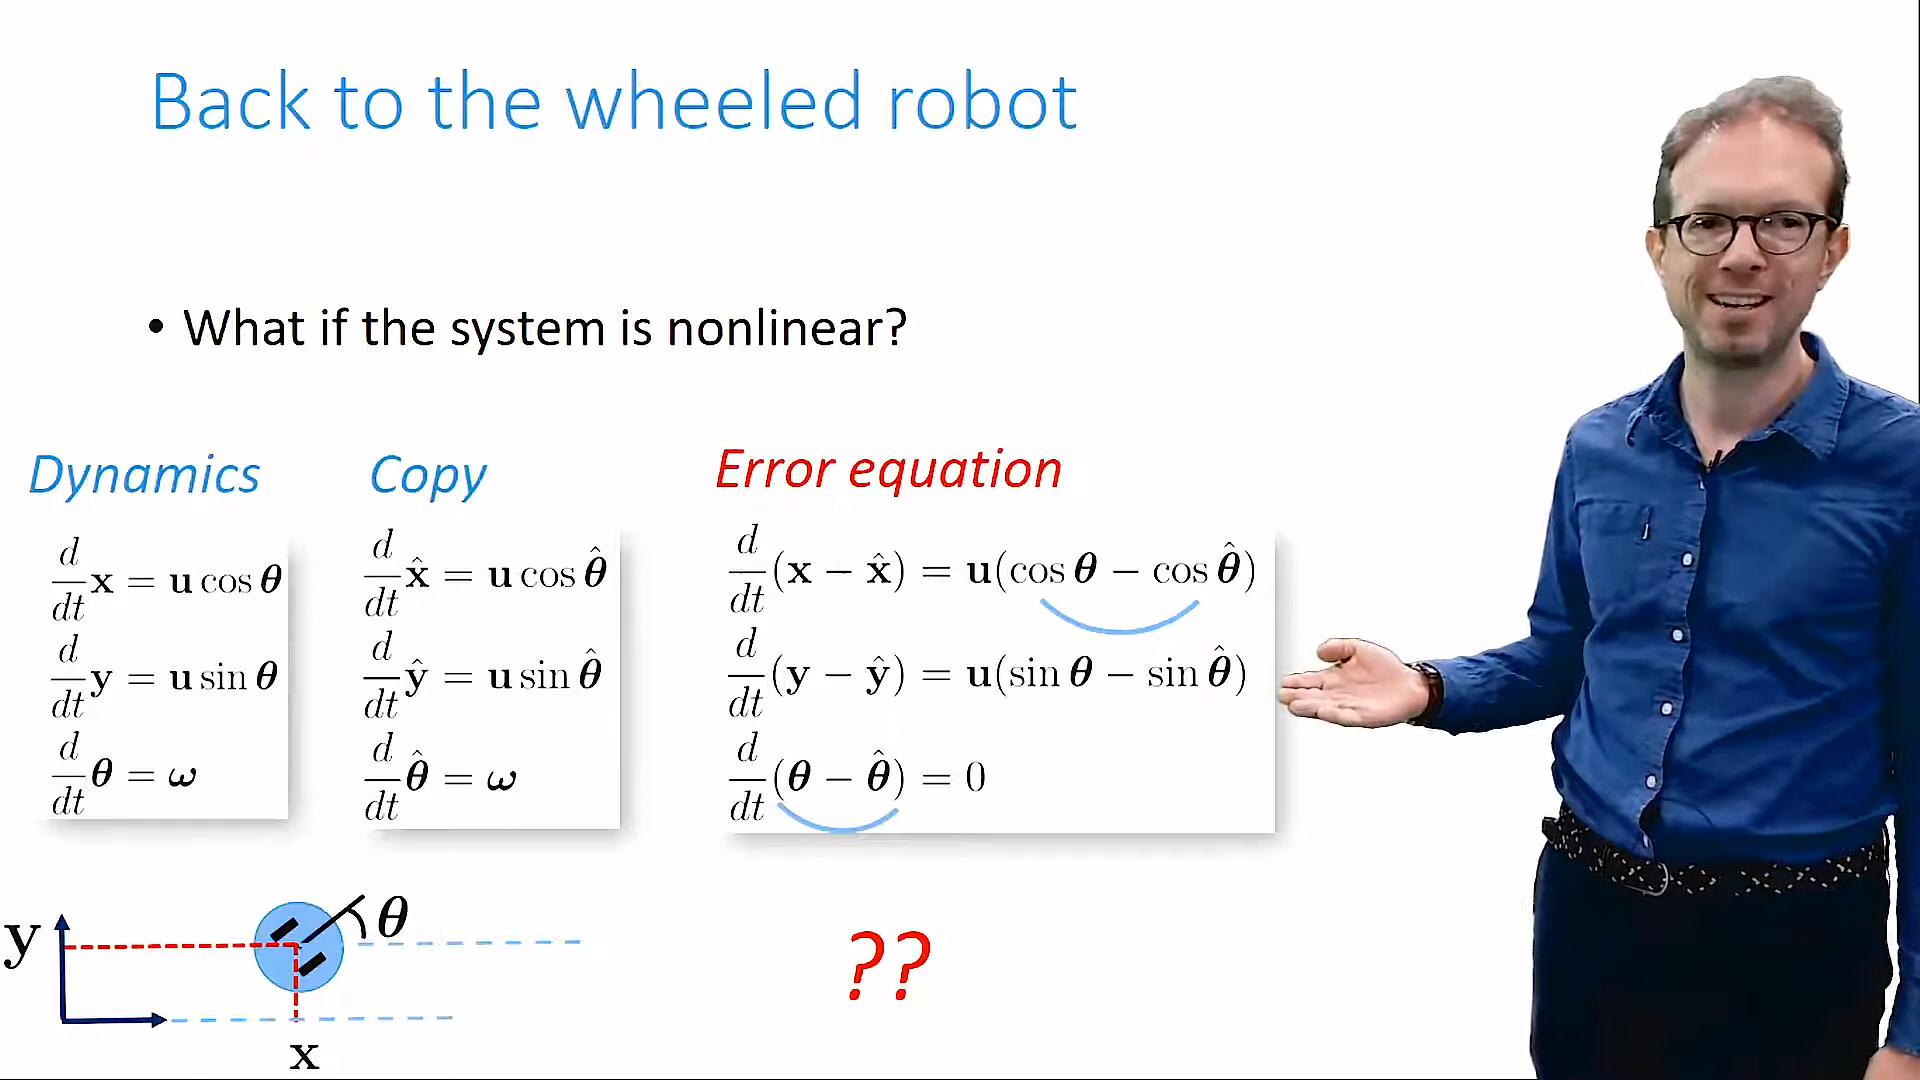 Back to the wheeled robot
• What if the system is nonlinear?
Dynamics
d/dt x = u cos θ
d/dt y = u sin θ
d/dt θ = ω
Copy
d/dt x̂ = u cos θ̂
d/dt ŷ = u sin θ̂
d/dt θ̂ = ω
Error equation
d/dt (x − x̂) = u(cos θ − cos θ̂)
d/dt (y − ŷ) = u(sin θ − sin θ̂)
d/dt (θ − θ̂) = 0
y
θ
x
??